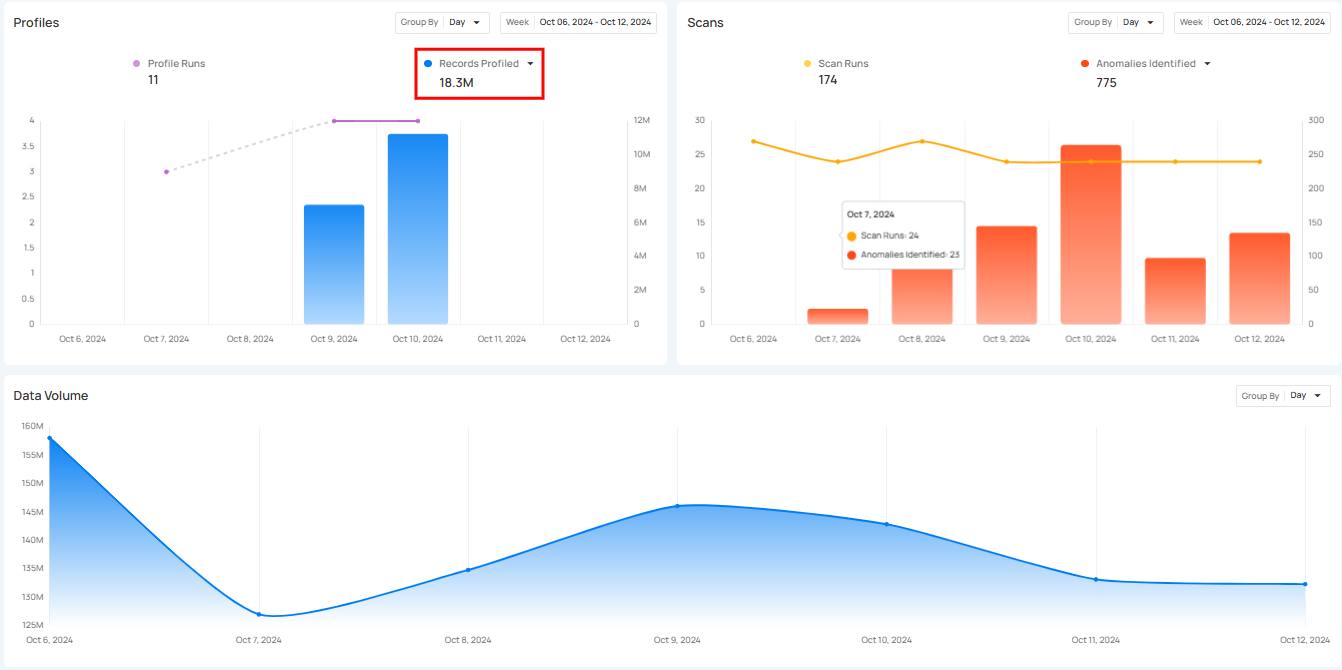 Profiles
Group By Day
Week Oct 06, 2024 - Oct 12, 2024
Profile Runs
11
Records Profiled
18.3M
4
3.5
3
2.5
2
1.5
1
0.5
0
12M
10M
8M
6M
4M
2M
0
Oct 6, 2024 Oct 7, 2024 Oct 8, 2024 Oct 9, 2024 Oct 10, 2024 Oct 11, 2024 Oct 12, 2024
Scans
Group By Day
Week Oct 06, 2024 - Oct 12, 2024
Scan Runs
174
Anomalies Identified
775
30
25
20
15
10
5
0
300
250
200
150
100
50
0
Oct 7, 2024
Scan Runs: 24
Anomalies Identified: 23
Oct 6, 2024 Oct 7, 2024 Oct 8, 2024 Oct 9, 2024 Oct 10, 2024 Oct 11, 2024 Oct 12, 2024
Data Volume
Group By Day
160M
155M
150M
145M
140M
135M
130M
125M
Oct 6, 2024 Oct 7, 2024 Oct 8, 2024 Oct 9, 2024 Oct 10, 2024 Oct 11, 2024 Oct 12, 2024